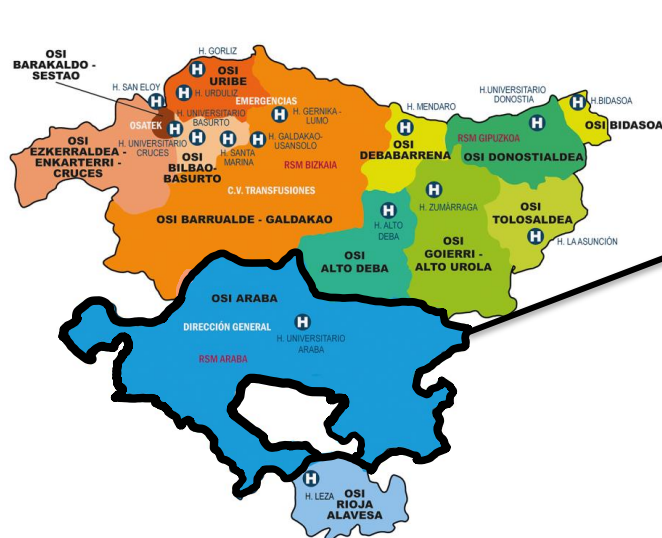 H. GORLIZ
OSI
BARAKALDO -
SESTAO
OSI
URIBE
H. SAN ELOY
H
H
H. URDULIZ
H
EMERGENCIAS
H.UNIVERSITARIO
DONOSTIA
H
H.BIDASOA
H. UNIVERSITARIO
BASURTO
H
H. GERNIKA -
LUMO
H. MENDARO
OSATEK
H
H
H
OSI BIDASOA
H
H
H
H. GALDAKAO-
USANSOLO
RSM GIPUZKOA
OSI
EZKERRALDEA -
ENKARTERRI -
CRUCES
H. UNIVERSITARIO
CRUCES
OSI
BILBAO-
BASURTO
H. SANTA
MARINA
RSM BIZKAIA
OSI
DEBABARRENA
OSI DONOSTIALDEA
C.V. TRANSFUSIONES
H
H. ZUMÁRRAGA
OSI
TOLOSALDEA
OSI BARRUALDE - GALDAKAO
H
H. ALTO
DEBA
H
H. LA ASUNCIÓN
OSI
ALTO DEBA
OSI
GOIERRI -
ALTO UROLA
OSI ARABA
DIRECCIÓN GENERAL
H
H. UNIVERSITARIO
ARABA
RSM ARABA
H
H. LEZA
OSI
RIOJA
ALAVESA